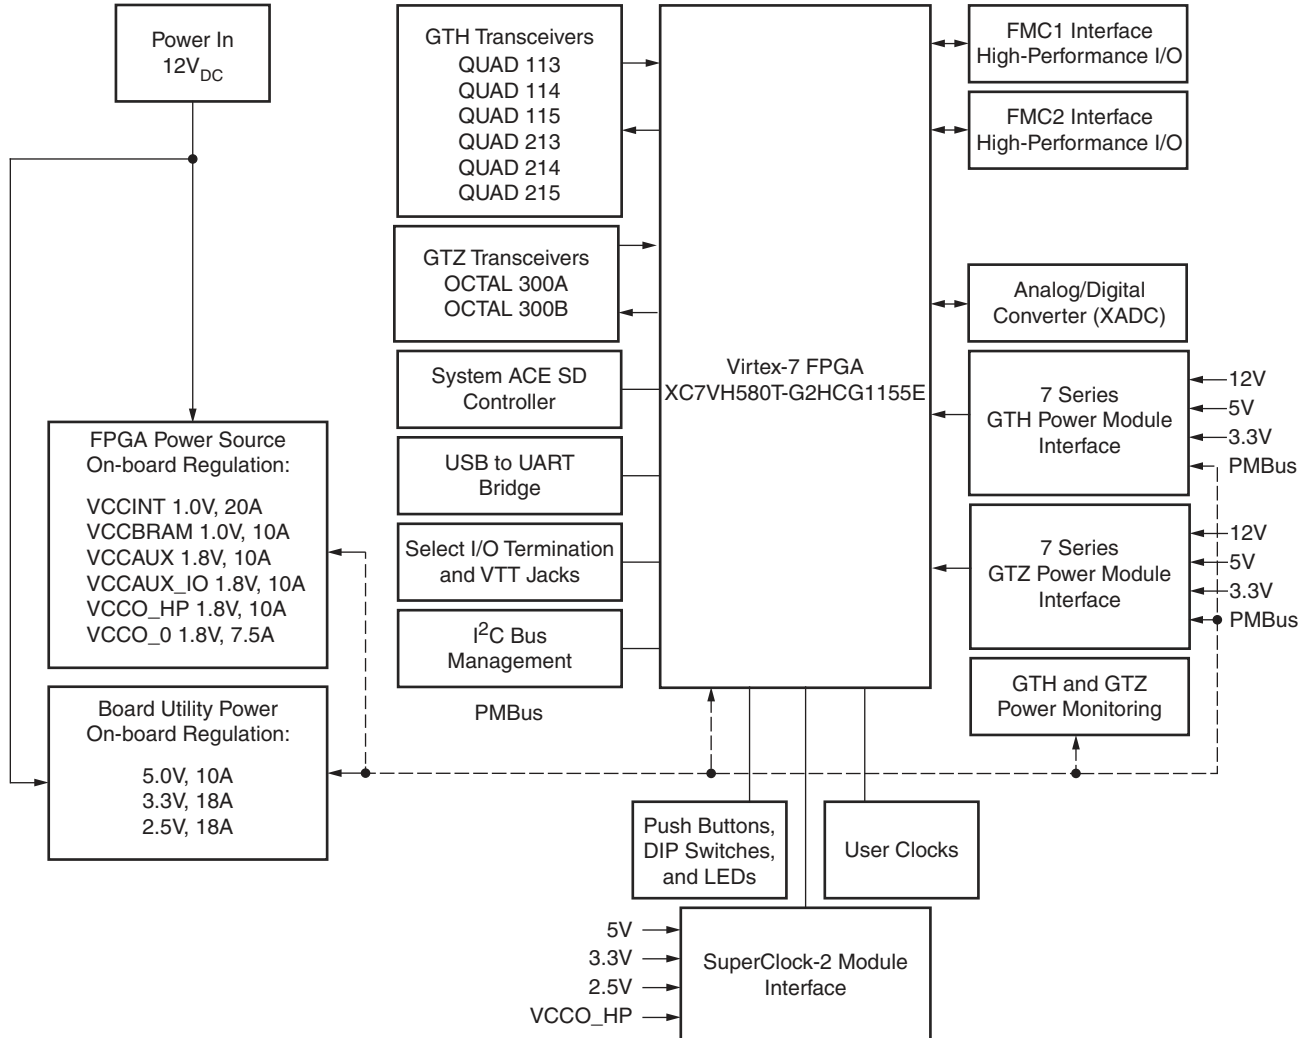 Power In
12VDC
GTH Transceivers
QUAD 113
QUAD 114
QUAD 115
QUAD 213
QUAD 214
QUAD 215
GTZ Transceivers
OCTAL 300A
OCTAL 300B
System ACE SD
Controller
USB to UART
Bridge
Select I/O Termination
and VTT Jacks
I2C Bus
Management
PMBus
FPGA Power Source
On-board Regulation:
VCCINT 1.0V, 20A
VCCBRAM 1.0V, 10A
VCCAUX 1.8V, 10A
VCCAUX_IO 1.8V, 10A
VCCO_HP 1.8V, 10A
VCCO_0 1.8V, 7.5A
Board Utility Power
On-board Regulation:
5.0V, 10A
3.3V, 18A
2.5V, 18A
Virtex-7 FPGA
XC7VH580T-G2HCG1155E
FMC1 Interface
High-Performance I/O
FMC2 Interface
High-Performance I/O
Analog/Digital
Converter (XADC)
7 Series
GTH Power Module
Interface
12V
5V
3.3V
PMBus
7 Series
GTZ Power Module
Interface
12V
5V
3.3V
PMBus
GTH and GTZ
Power Monitoring
Push Buttons,
DIP Switches,
and LEDs
User Clocks
5V
3.3V
2.5V
VCCO_HP
SuperClock-2 Module
Interface